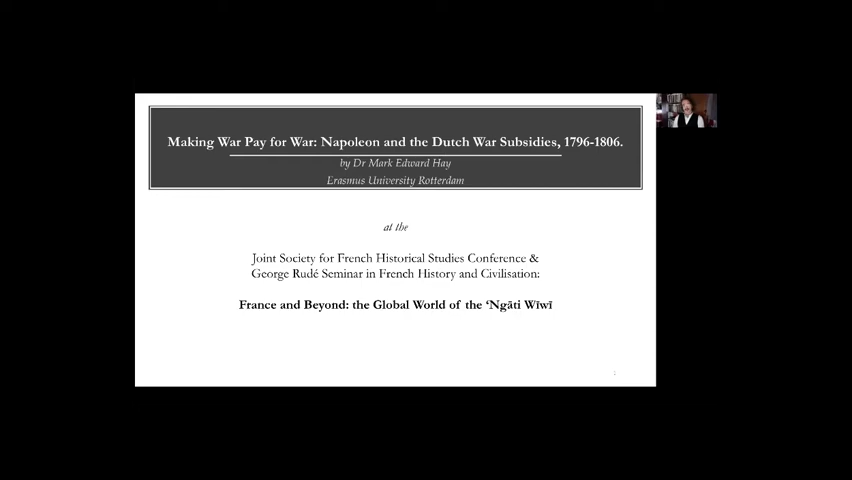 Making War Pay for War: Napoleon and the Dutch War Subsidies, 1796-1806.
by Dr Mark Edward Hay
Erasmus University Rotterdam
at the
Joint Society for French Historical Studies Conference &
George Rudé Seminar in French History and Civilisation:
France and Beyond: the Global World of the ‘Ngāti Wīwī